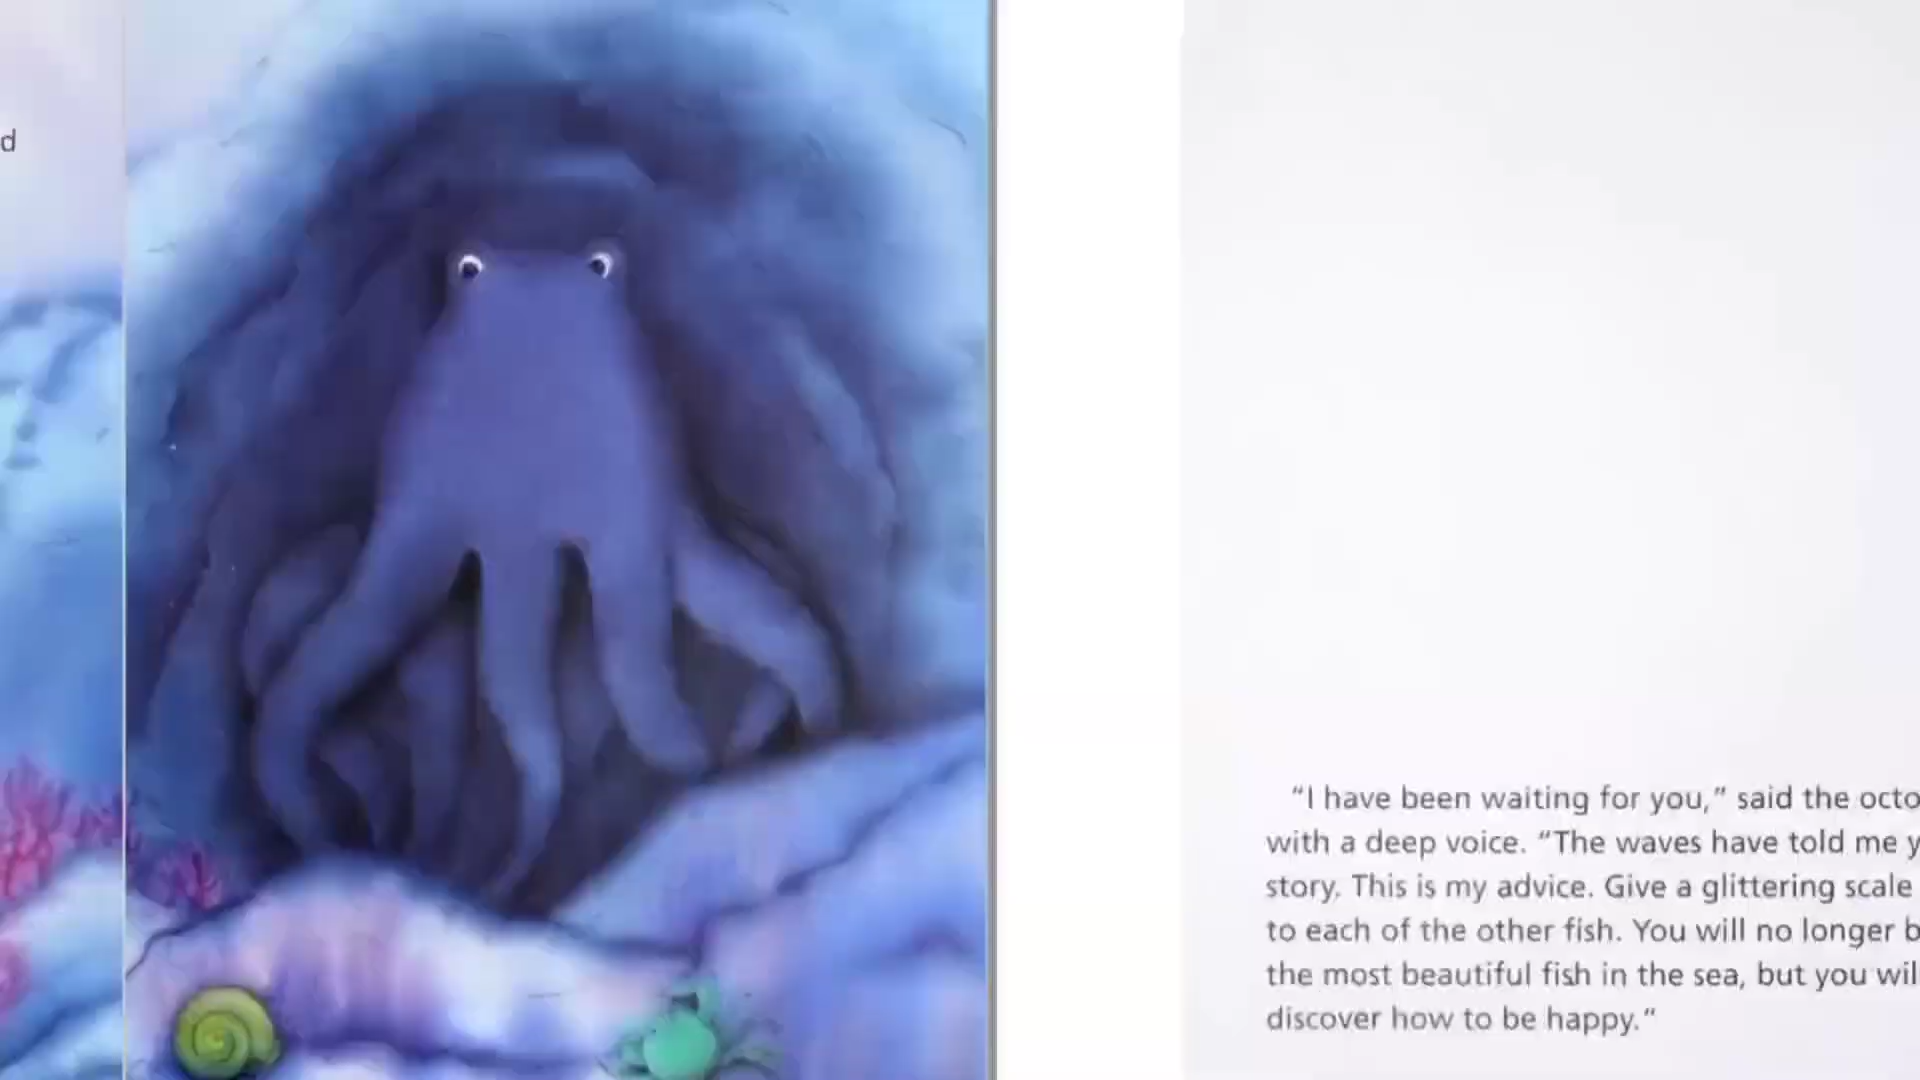 d
“I have been waiting for you,” said the octo
with a deep voice. “The waves have told me y
story. This is my advice. Give a glittering scale
to each of the other fish. You will no longer b
the most beautiful fish in the sea, but you wil
discover how to be happy.”